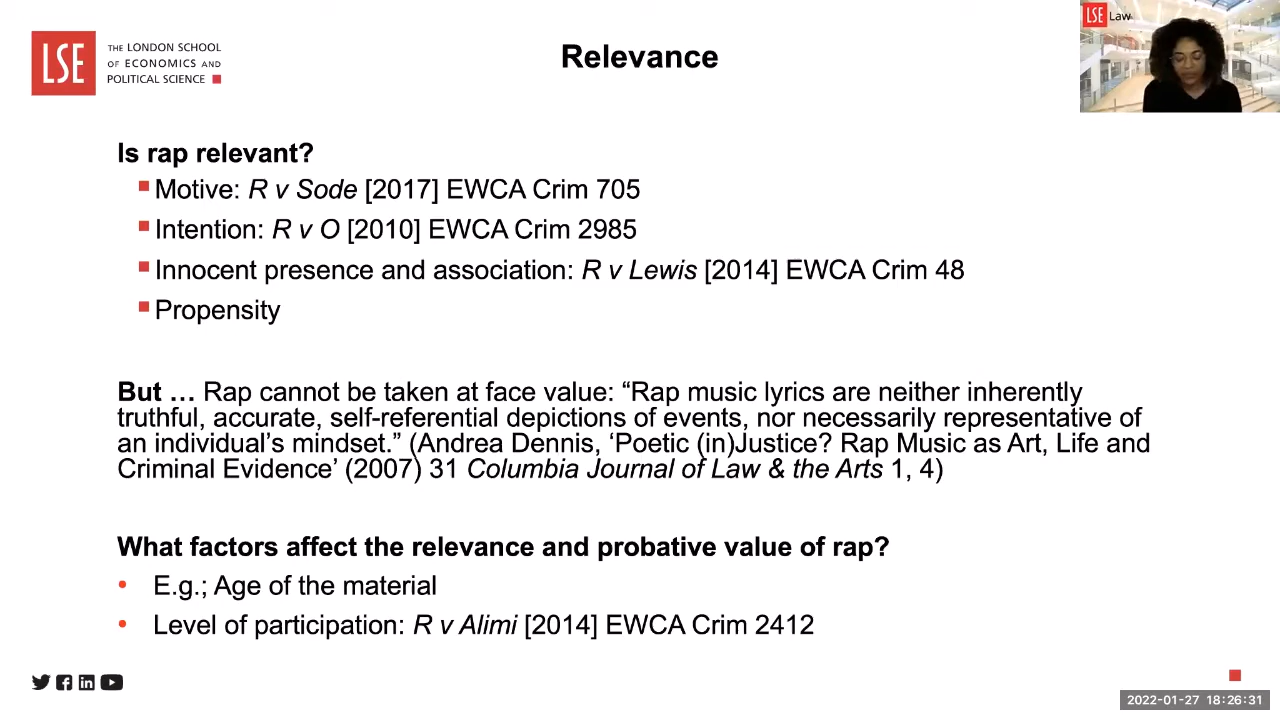 LSE
THE LONDON SCHOOL
OF ECONOMICS AND
POLITICAL SCIENCE
Relevance
LSE Law
Is rap relevant?
Motive: R v Sode [2017] EWCA Crim 705
Intention: R v O [2010] EWCA Crim 2985
Innocent presence and association: R v Lewis [2014] EWCA Crim 48
Propensity
But … Rap cannot be taken at face value: “Rap music lyrics are neither inherently
truthful, accurate, self-referential depictions of events, nor necessarily representative of
an individual’s mindset.” (Andrea Dennis, ‘Poetic (in)Justice? Rap Music as Art, Life and
Criminal Evidence’ (2007) 31 Columbia Journal of Law & the Arts 1, 4)
What factors affect the relevance and probative value of rap?
• E.g.; Age of the material
• Level of participation: R v Alimi [2014] EWCA Crim 2412
2022-01-27 18:26:31